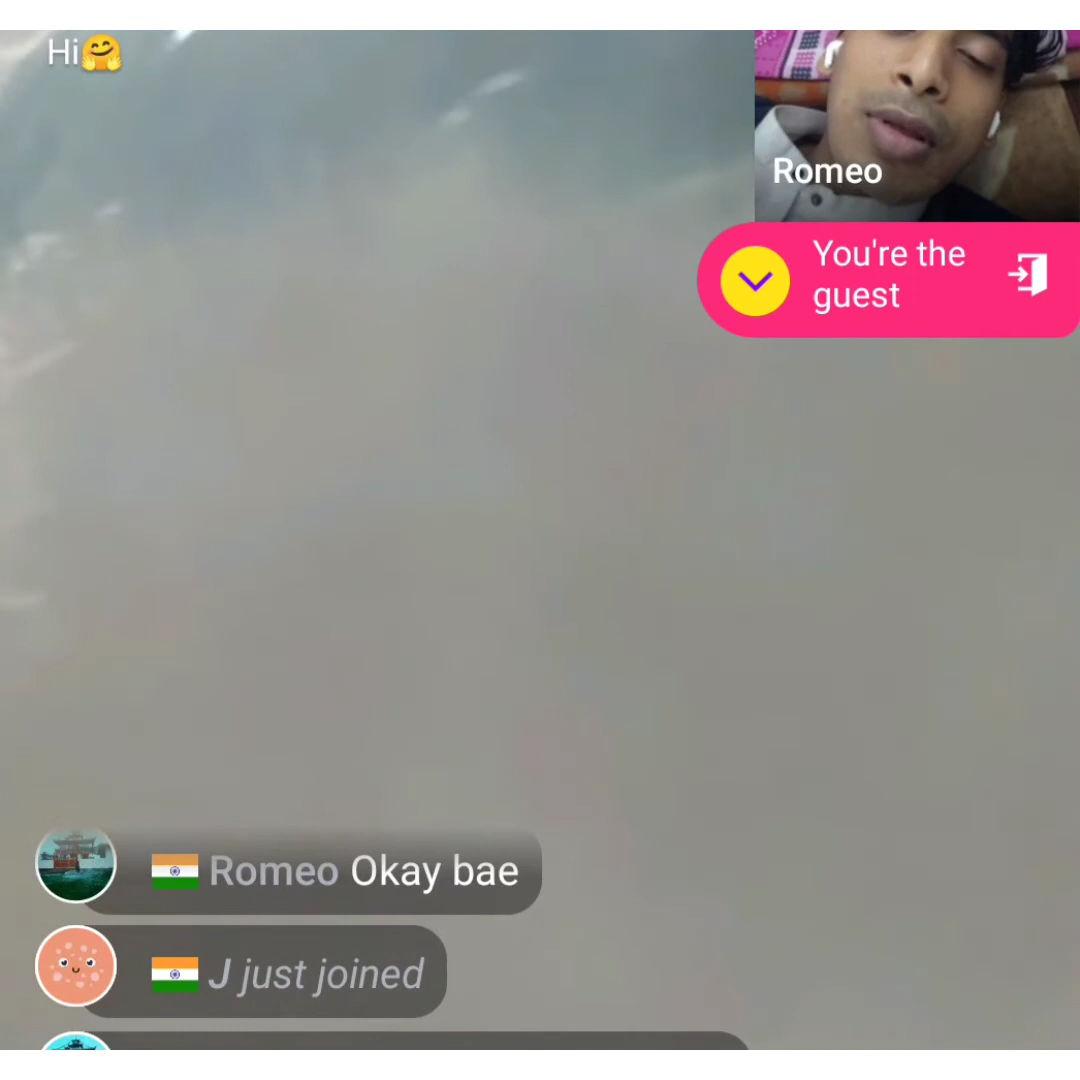 Hi🤗
Romeo
You're the
guest
Romeo Okay bae
J just joined